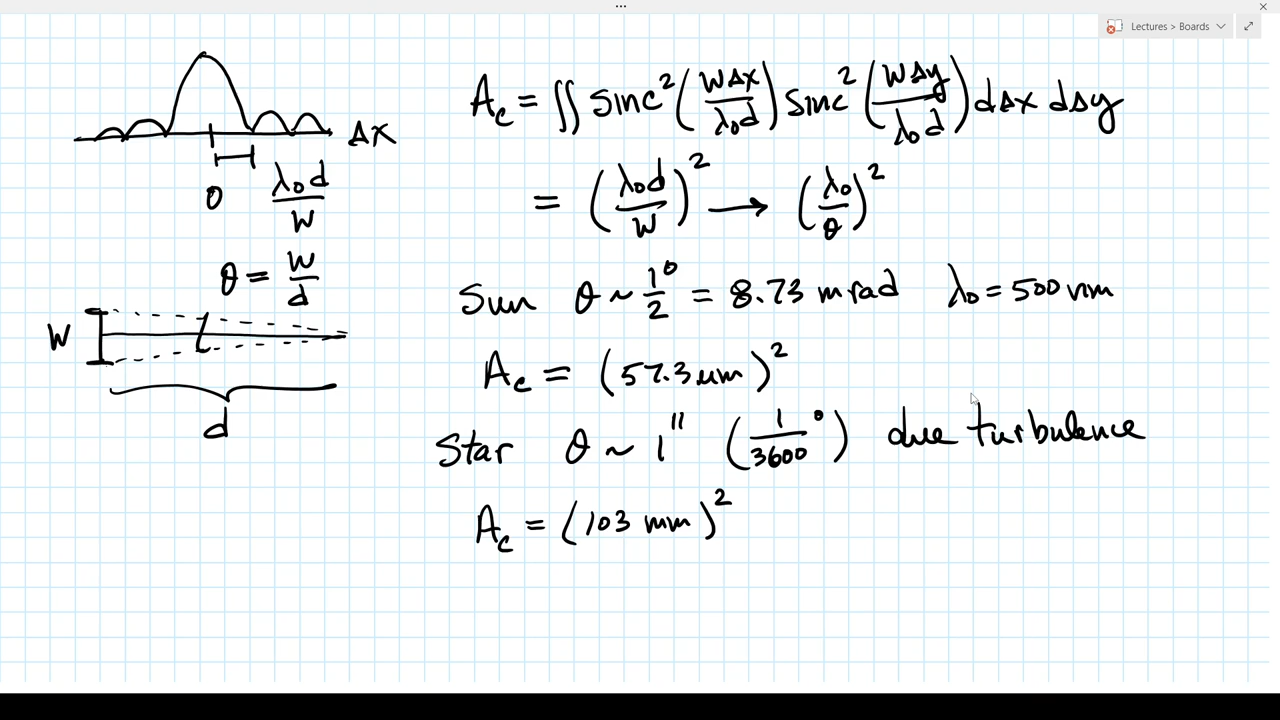 Lectures > Boards
ΔX
0 λ₀d/W
θ = W/d
W
d
A_c = ∬ sinc²(WΔx/λ₀d) sinc²(WΔy/λ₀d) dΔx dΔy
= (λ₀d/W)² → (λ₀/θ)²
Sun θ ~ 1/2° = 8.73 mrad λ₀ = 500 nm
A_c = (57.3 um)²
Star θ ~ 1" (1/3600°) due turbulence
A_c = (103 mm)²